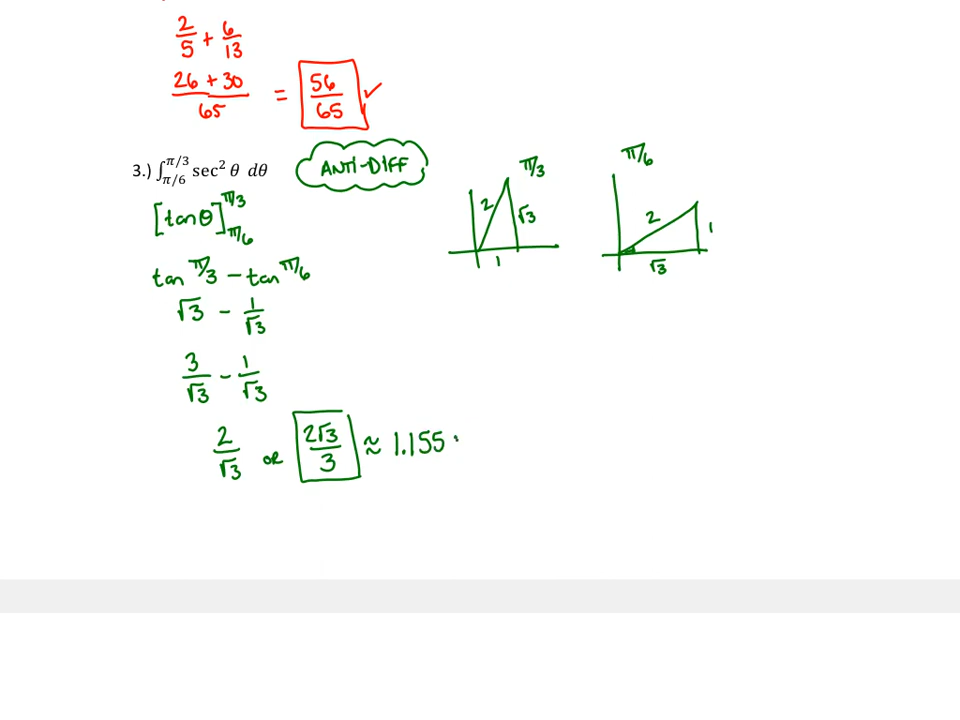 2/5 + 6/13
(26 + 30)/65 = 56/65 ✓
3.) ∫_{π/6}^{π/3} sec² θ dθ
ANTI-DIFF
[tanθ]_{π/6}^{π/3}
tan π/3 − tan π/6
√3 − 1/√3
3/√3 − 1/√3
2/√3 or 2√3/3 ≈ 1.155
π/3
2
√3
1
π/6
2
1
√3